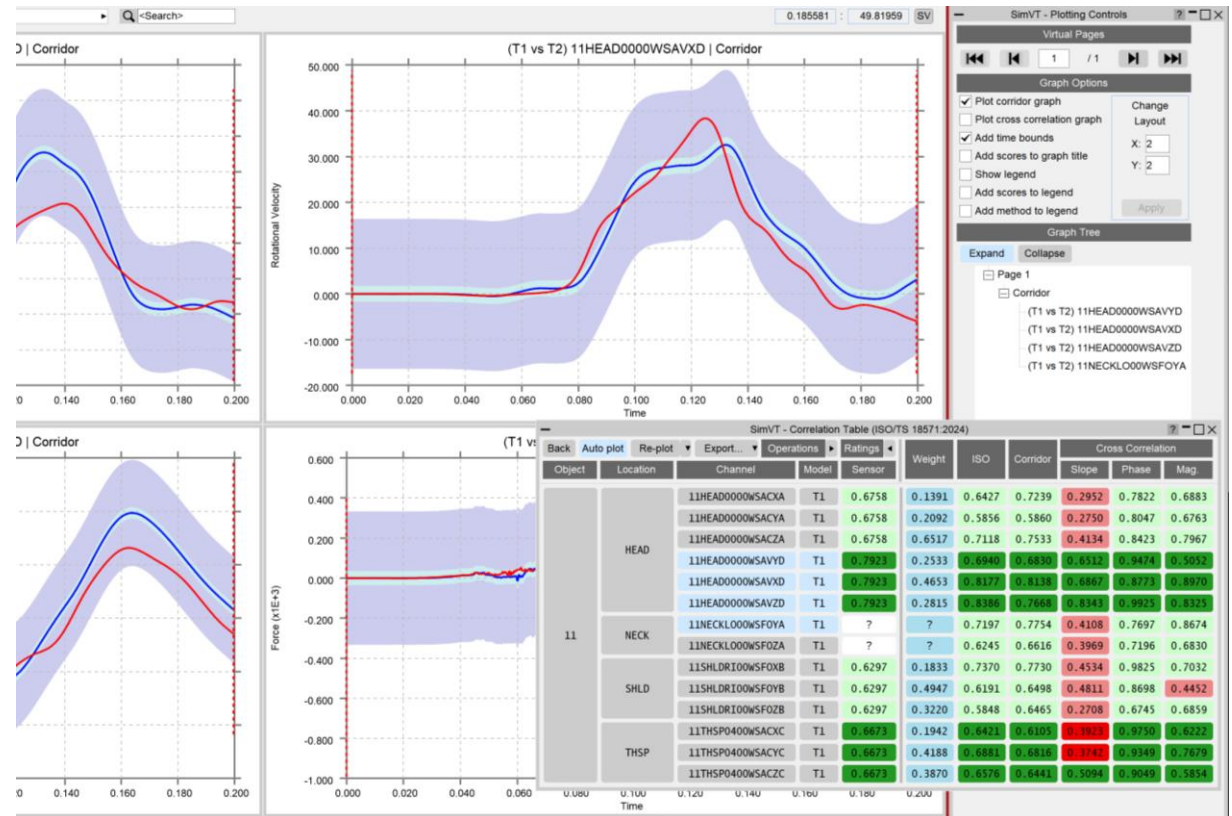 <Search>
0.185581 : 49.81959 SV
SimVT - Plotting Controls ?
Virtual Pages
1 / 1
Graph Options
Plot corridor graph
Plot cross correlation graph
Add time bounds
Add scores to graph title
Show legend
Add scores to legend
Add method to legend
Change
Layout
X: 2
Y: 2
Apply
Graph Tree
Expand Collapse
Page 1
Corridor
(T1 vs T2) 11HEAD0000WSAVYD
(T1 vs T2) 11HEAD0000WSAVXD
(T1 vs T2) 11HEAD0000WSAVZD
(T1 vs T2) 11NECKLO00WSFOYA
D | Corridor
0 0.140 0.160 0.180 0.200
(T1 vs T2) 11HEAD0000WSAVXD | Corridor
50.000
40.000
30.000
20.000
10.000
0.000
-10.000
-20.000
Rotational Velocity
0.000 0.020 0.040 0.060 0.080 0.100 0.120 0.140 0.160 0.180 0.200
Time
D | Corridor
0 0.140 0.160 0.180 0.200
(T1 vs
0.600
0.400
0.200
0.000
-0.200
-0.400
-0.600
-0.800
-1.000
Force (x1E+3)
0.000 0.020 0.040 0.060 0.080 0.100 0.120 0.140 0.160 0.180 0.200
Time
SimVT - Correlation Table (ISO/TS 18571:2024) ?
Back Auto plot Re-plot Export... Operations Ratings Weight ISO Corridor Cross Correlation
Object Location Channel Model Sensor Slope Phase Mag.
11
HEAD
11HEAD0000WSACXA T1 0.6758 0.1391 0.6427 0.7239 0.2952 0.7822 0.6883
11HEAD0000WSACYA T1 0.6758 0.2092 0.5856 0.5860 0.2750 0.8047 0.6763
11HEAD0000WSACZA T1 0.6758 0.6517 0.7118 0.7533 0.4134 0.8423 0.7967
11HEAD0000WSAVYD T1 0.7923 0.2533 0.6940 0.6830 0.6512 0.9474 0.5052
11HEAD0000WSAVXD T1 0.7923 0.4653 0.8177 0.8138 0.6867 0.8773 0.8970
11HEAD0000WSAVZD T1 0.7923 0.2815 0.8386 0.7668 0.8343 0.9925 0.8325
NECK
11NECKLO00WSFOYA T1 ? ? 0.7197 0.7754 0.4108 0.7697 0.8674
11NECKLO00WSFOZA T1 ? ? 0.6245 0.6616 0.3969 0.7196 0.6830
SHLD
11SHLDRI00WSFOXB T1 0.6297 0.1833 0.7370 0.7730 0.4534 0.9825 0.7032
11SHLDRI00WSFOYB T1 0.6297 0.4947 0.6191 0.6498 0.4811 0.8698 0.4452
11SHLDRI00WSFOZB T1 0.6297 0.3220 0.5848 0.6465 0.2708 0.6745 0.6859
THSP
11THSP0400WSACXC T1 0.6673 0.1942 0.6421 0.6105 0.3923 0.9750 0.6222
11THSP0400WSACYC T1 0.6673 0.4188 0.6881 0.6816 0.3742 0.9349 0.7679
11THSP0400WSACZC T1 0.6673 0.3870 0.6576 0.6441 0.5094 0.9049 0.5854